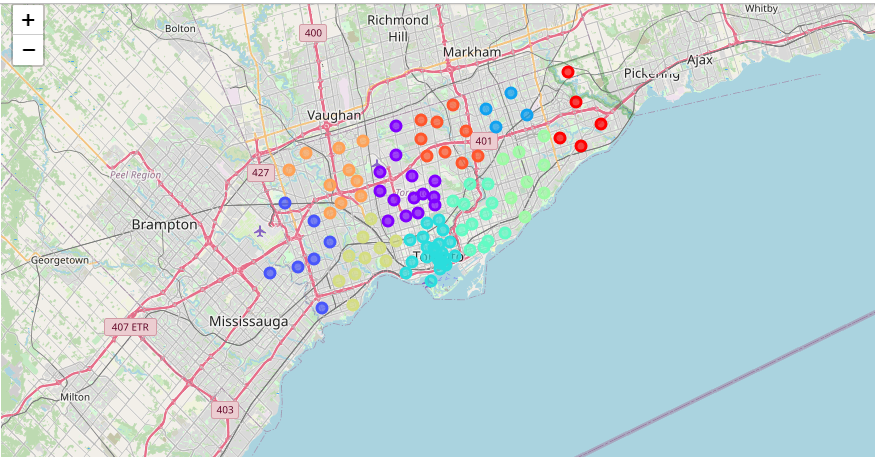 +
−
Whitby
Bolton
400
Richmond
Hill
Markham
Ajax
Pickering
Vaughan
401
427
Peel Region
Brampton
Georgetown
Toronto
Mississauga
407 ETR
Milton
403